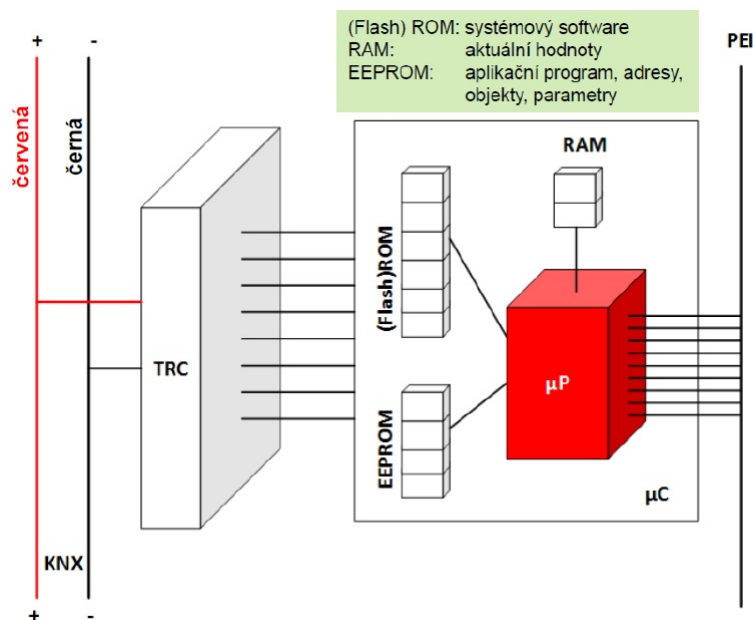 + -
(Flash) ROM: systémový software
RAM: aktuální hodnoty
EEPROM: aplikační program, adresy,
objekty, parametry
PEI
červená
černá
RAM
(Flash)ROM
TRC
µP
EEPROM
µC
KNX
+ -